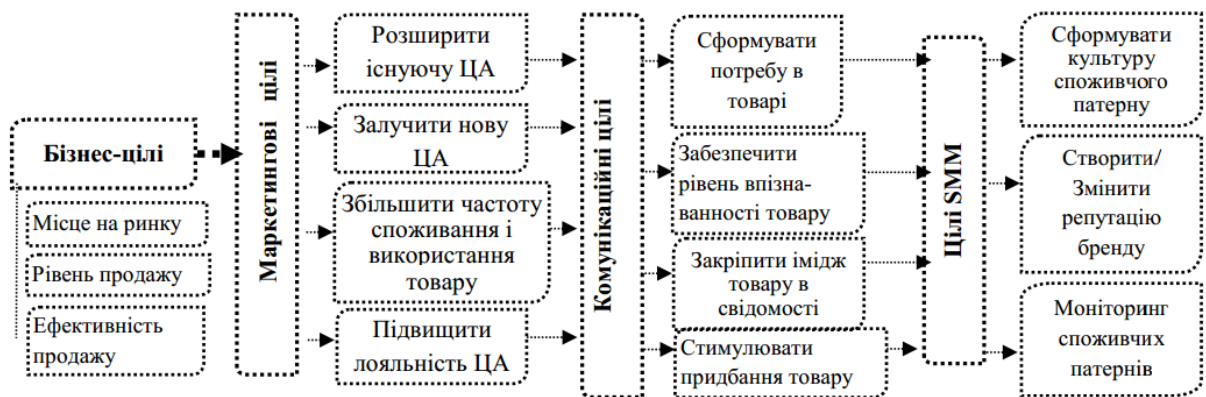 Бізнес-цілі
Місце на ринку
Рівень продажу
Ефективність
продажу
Маркетингові цілі
Розширити
існуючу ЦА
Залучити нову
ЦА
Збільшити частоту
споживання і
використання
товару
Підвищити
лояльність ЦА
Комунікаційні цілі
Сформувати
потребу в
товарі
Забезпечити
рівень впізна-
ванності товару
Закріпити імідж
товару в
свідомості
Стимулювати
придбання товару
Цілі SMM
Сформувати
культуру
споживчого
патерну
Створити/
Змінити
репутацію
бренду
Моніторинг
споживчих
патернів